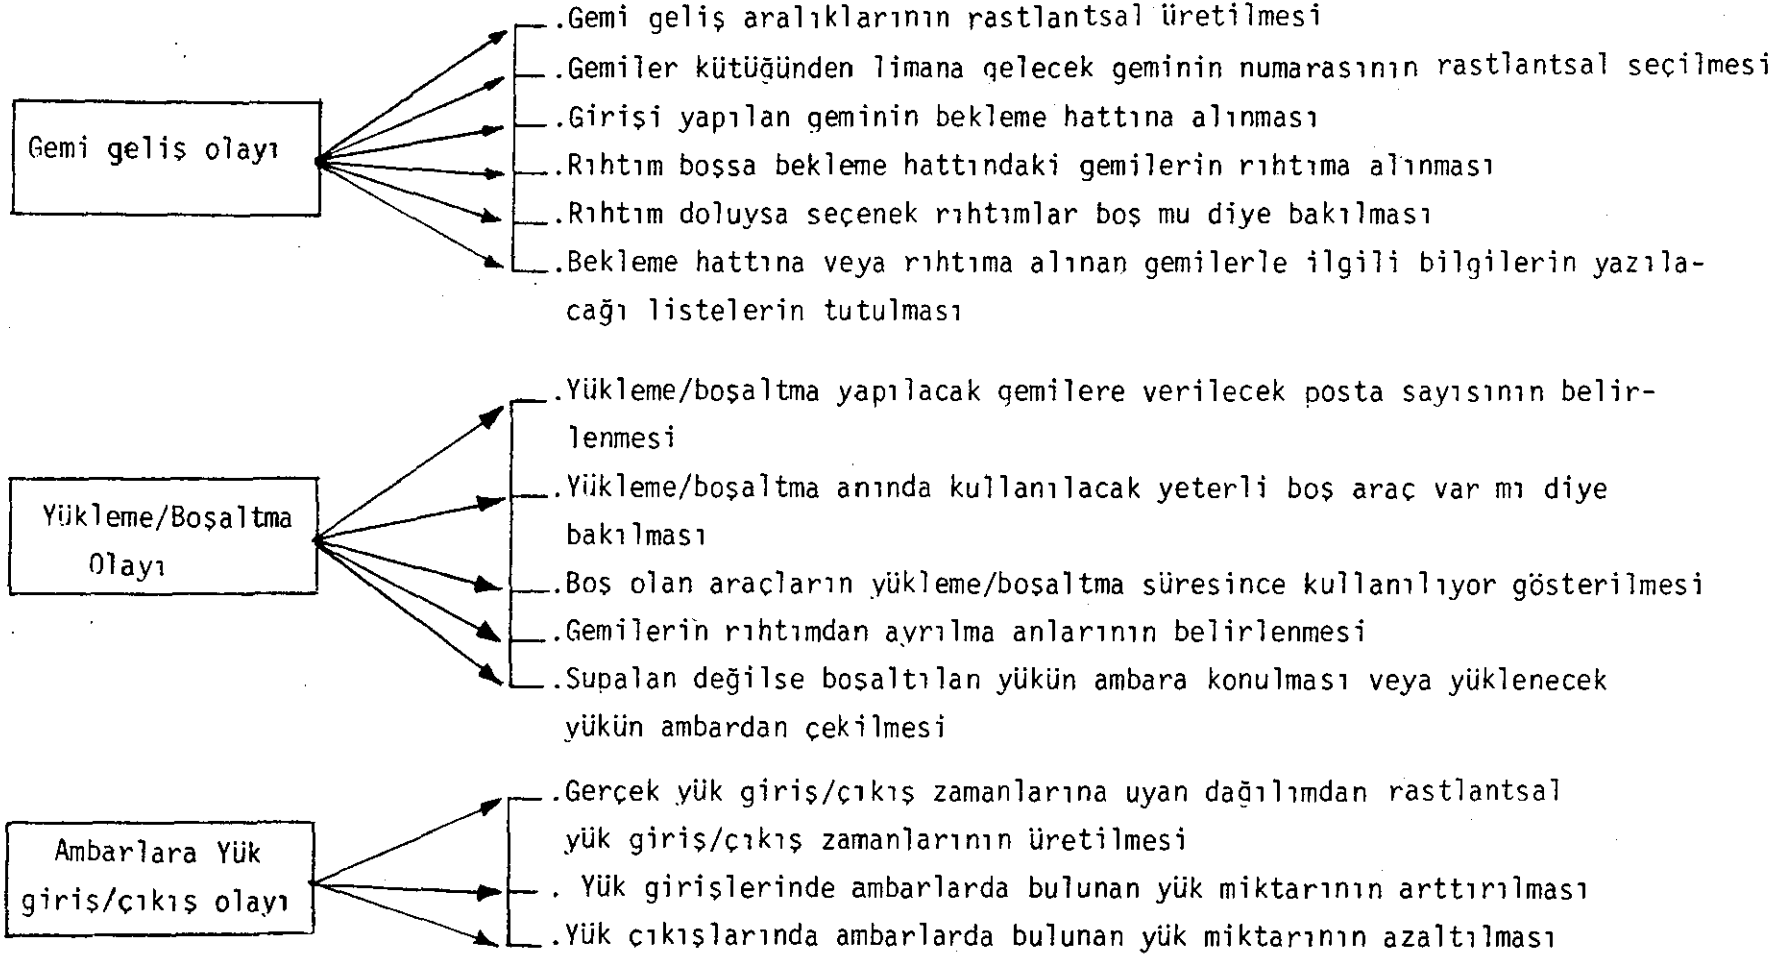 .Gemi geliş aralıklarının rastlantsal üretilmesi
.Gemiler kütüğünden limana gelecek geminin numarasının rastlantsal seçilmesi
.Girişi yapılan geminin bekleme hattına alınması
Gemi geliş olayı
.Rıhtım boşsa bekleme hattındaki gemilerin rıhtıma alınması
.Rıhtım doluysa seçenek rıhtımlar boş mu diye bakılması
.Bekleme hattına veya rıhtıma alınan gemilerle ilgili bilgilerin yazıla-
cağı listelerin tutulması
.Yükleme/boşaltma yapılacak gemilere verilecek posta sayısının belir-
lenmesi
.Yükleme/boşaltma anında kullanılacak yeterli boş araç var mı diye
bakılması
Yükleme/Boşaltma
Olayı
.Boş olan araçların yükleme/boşaltma süresince kullanılıyor gösterilmesi
.Gemilerin rıhtımdan ayrılma anlarının belirlenmesi
.Supalan değilse boşaltılan yükün ambara konulması veya yüklenecek
yükün ambardan çekilmesi
.Gerçek yük giriş/çıkış zamanlarına uyan dağılımdan rastlantsal
yük giriş/çıkış zamanlarının üretilmesi
Ambarlara Yük
giriş/çıkış olayı
. Yük girişlerinde ambarlarda bulunan yük miktarının arttırılması
.Yük çıkışlarında ambarlarda bulunan yük miktarının azaltılması